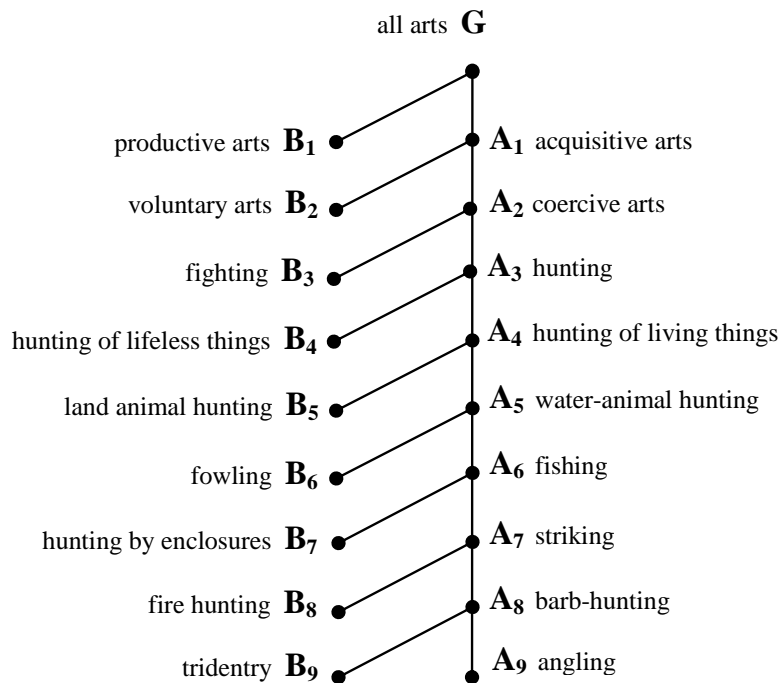 all arts G
productive arts B₁ A₁ acquisitive arts
voluntary arts B₂ A₂ coercive arts
fighting B₃ A₃ hunting
hunting of lifeless things B₄ A₄ hunting of living things
land animal hunting B₅ A₅ water-animal hunting
fowling B₆ A₆ fishing
hunting by enclosures B₇ A₇ striking
fire hunting B₈ A₈ barb-hunting
tridentry B₉ A₉ angling